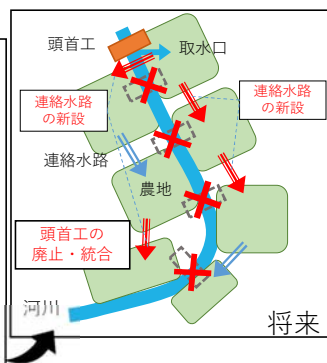 頭首工
取水口
連絡水路
の新設
連絡水路
の新設
連絡水路
農地
頭首工の
廃止・統合
河川
将来